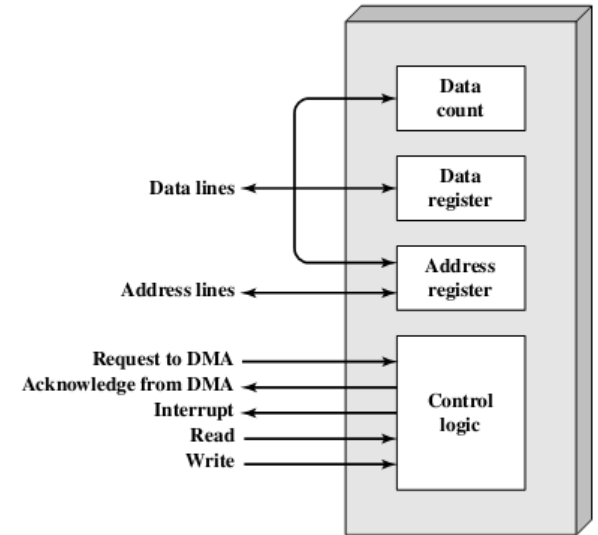 Data
count
Data lines
Data
register
Address lines
Address
register
Request to DMA
Acknowledge from DMA
Interrupt
Read
Write
Control
logic